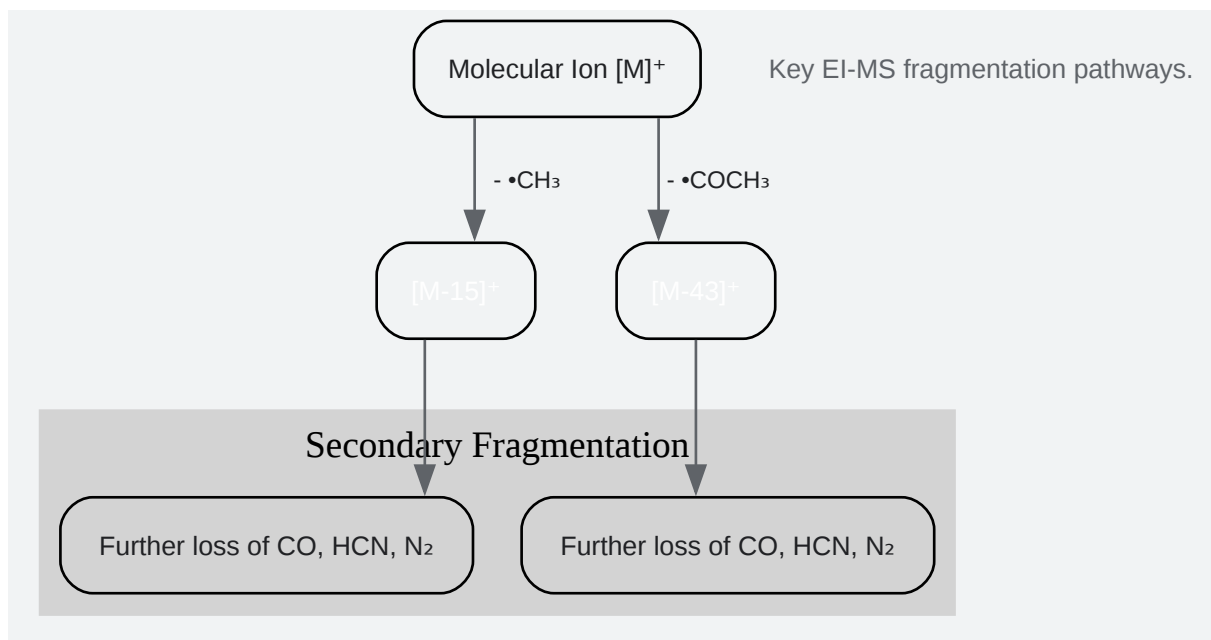 Molecular Ion [M]⁺
Key EI-MS fragmentation pathways.
- •CH₃
- •COCH₃
[M-15]⁺
[M-43]⁺
Secondary Fragmentation
Further loss of CO, HCN, N₂
Further loss of CO, HCN, N₂